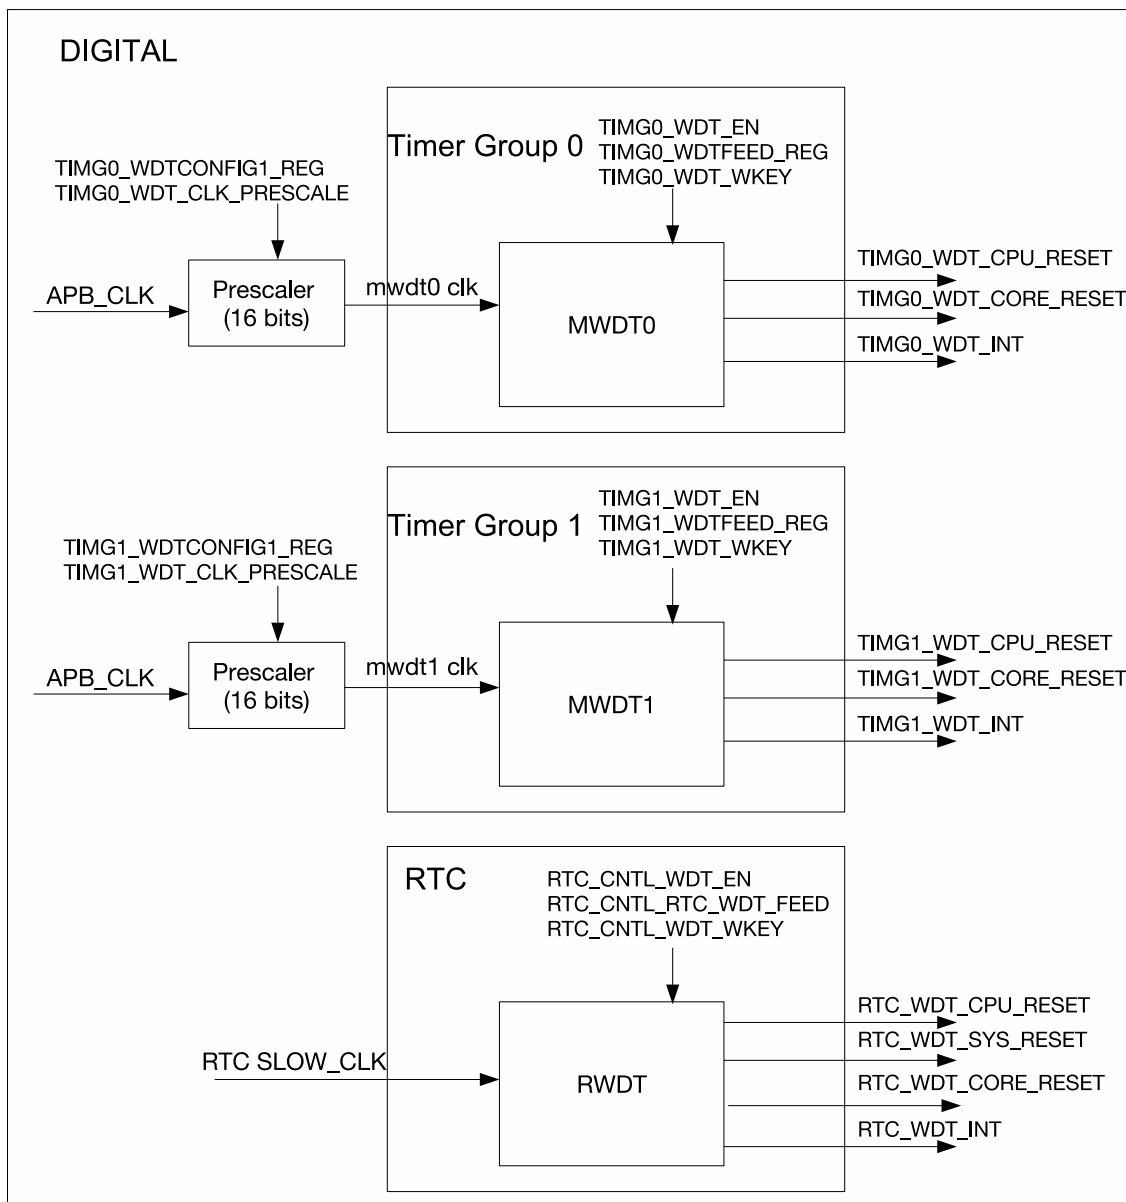 DIGITAL
Timer Group 0
TIMG0_WDT_EN
TIMG0_WDTFEED_REG
TIMG0_WDT_WKEY
TIMG0_WDTCONFIG1_REG
TIMG0_WDT_CLK_PRESCALE
APB_CLK
Prescaler
(16 bits)
mwdt0 clk
MWDT0
TIMG0_WDT_CPU_RESET
TIMG0_WDT_CORE_RESET
TIMG0_WDT_INT
Timer Group 1
TIMG1_WDT_EN
TIMG1_WDTFEED_REG
TIMG1_WDT_WKEY
TIMG1_WDTCONFIG1_REG
TIMG1_WDT_CLK_PRESCALE
APB_CLK
Prescaler
(16 bits)
mwdt1 clk
MWDT1
TIMG1_WDT_CPU_RESET
TIMG1_WDT_CORE_RESET
TIMG1_WDT_INT
RTC
RTC_CNTL_WDT_EN
RTC_CNTL_RTC_WDT_FEED
RTC_CNTL_WDT_WKEY
RTC SLOW_CLK
RWDT
RTC_WDT_CPU_RESET
RTC_WDT_SYS_RESET
RTC_WDT_CORE_RESET
RTC_WDT_INT